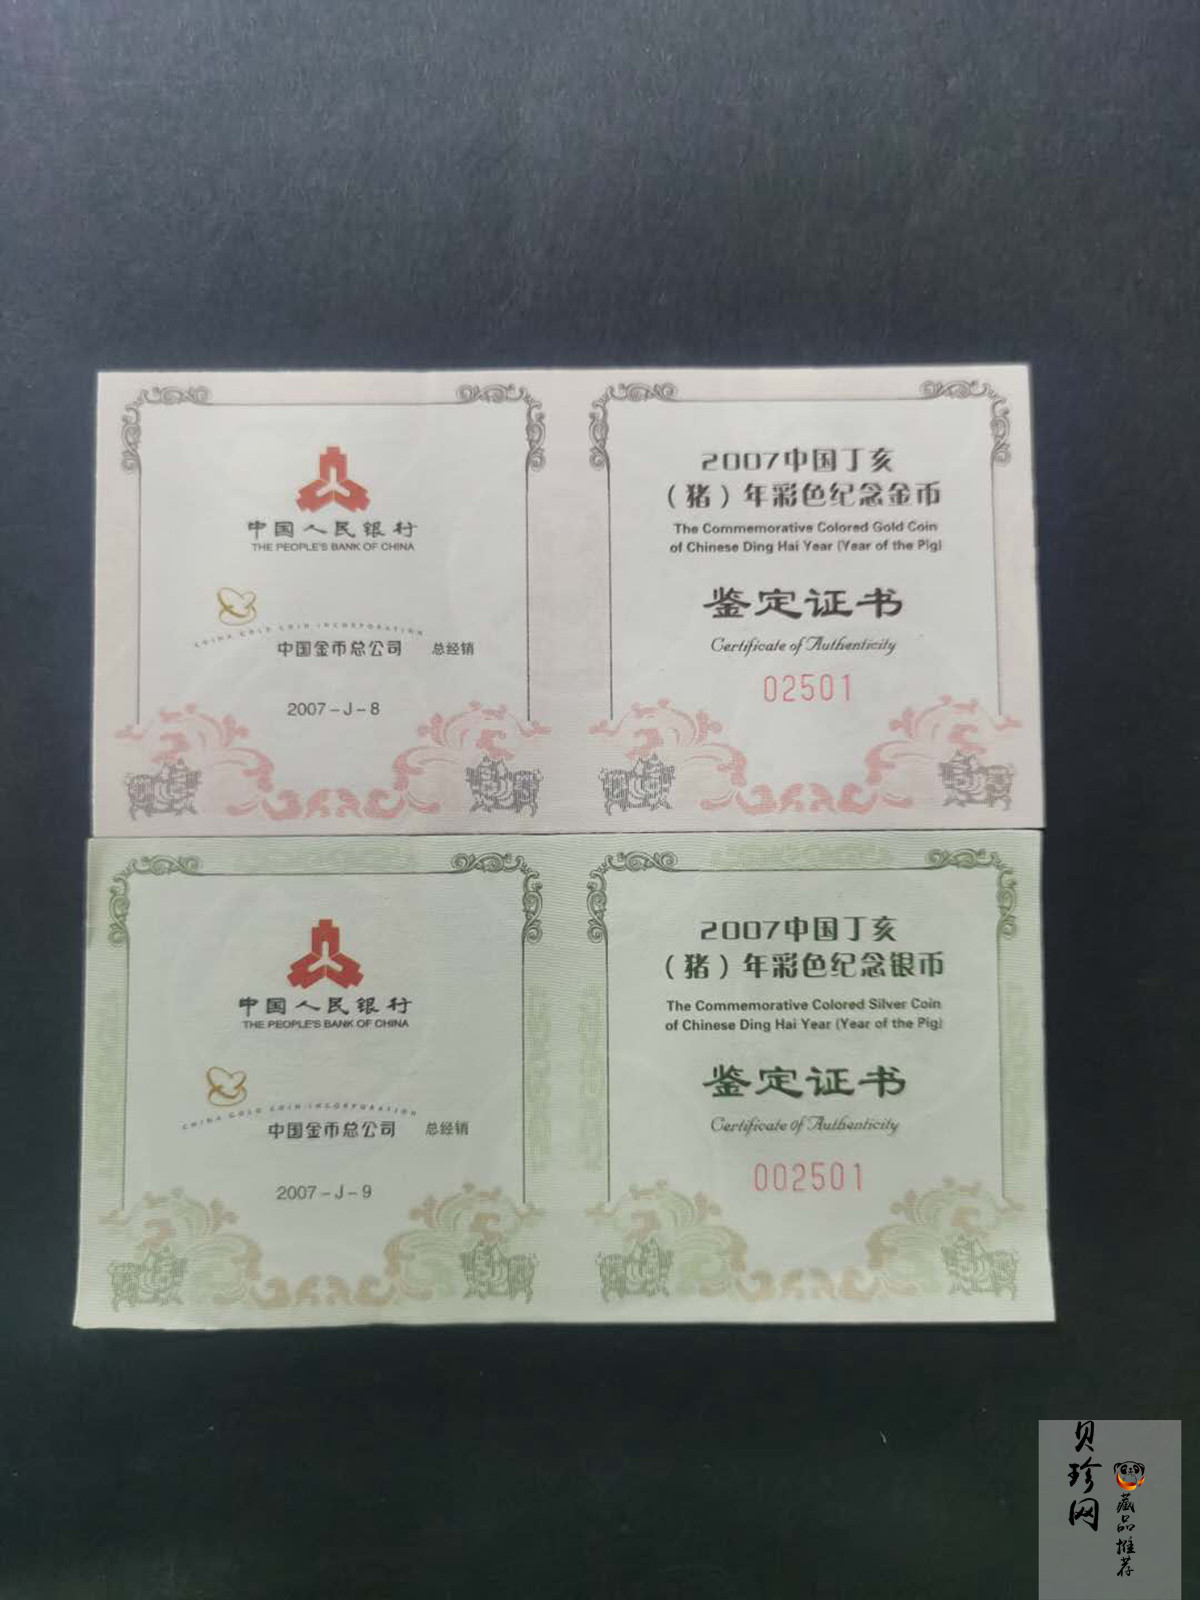 中国人民银行
THE PEOPLE'S BANK OF CHINA
CHINA GOLD COIN INCORPORATION
中国金币总公司 总经销
2007-J-8
2007中国丁亥
（猪）年彩色纪念金币
The Commemorative Colored Gold Coin
of Chinese Ding Hai Year (Year of the Pig)
鉴定证书
Certificate of Authenticity
02501
中国人民银行
THE PEOPLE'S BANK OF CHINA
CHINA GOLD COIN INCORPORATION
中国金币总公司 总经销
2007-J-9
2007中国丁亥
（猪）年彩色纪念银币
The Commemorative Colored Silver Coin
of Chinese Ding Hai Year (Year of the Pig)
鉴定证书
Certificate of Authenticity
002501
贝珍网
藏品推荐